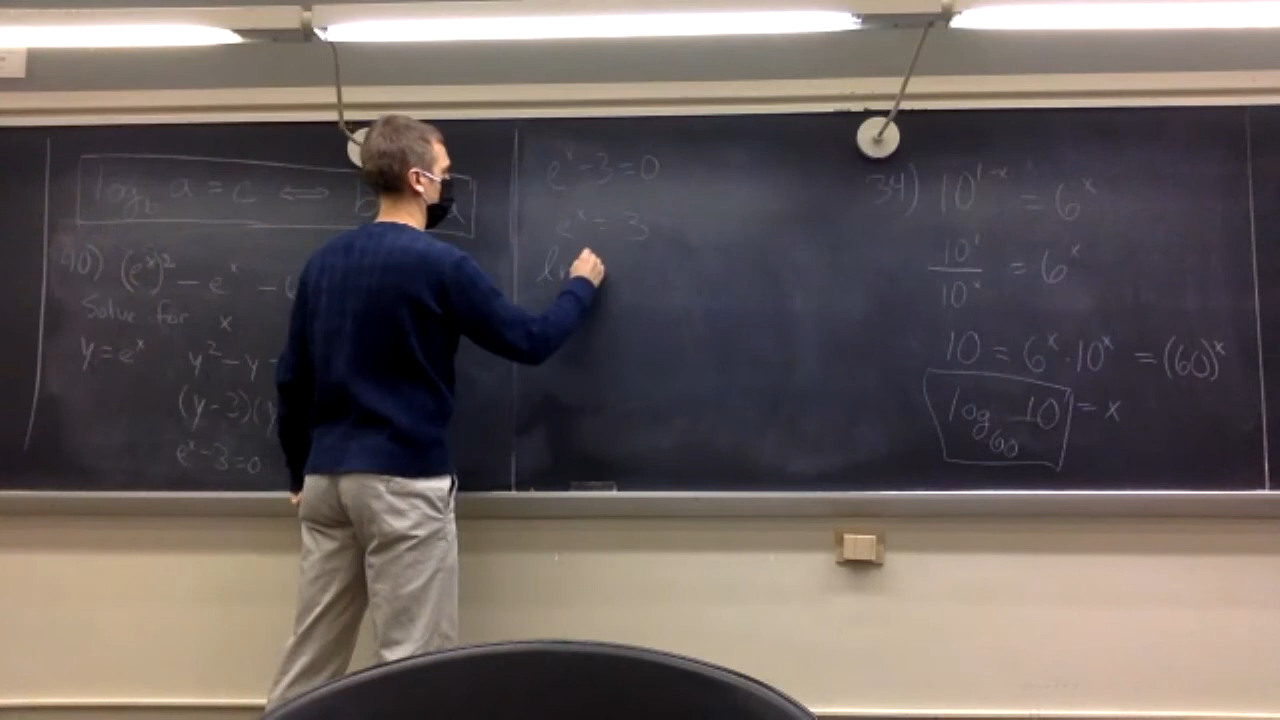 log_b a = c ⟺ b
40) (e^x)^2 - e^x - 6
Solve for x
y = e^x y^2 - y -
(y-3)(y
e^x - 3 = 0
e^x - 3 = 0
e^x = 3
ln
34) 10^{1-x} = 6^x
10^1 / 10^x = 6^x
10 = 6^x · 10^x = (60)^x
log_60 10 = x